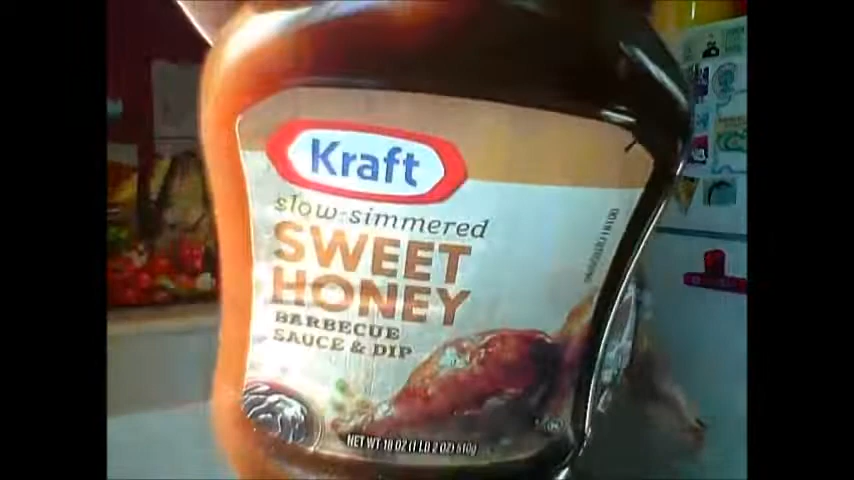 Kraft
slow-simmered
SWEET
HONEY
BARBECUE
SAUCE & DIP
NET WT 18 OZ (1 LB 2 OZ) 510g